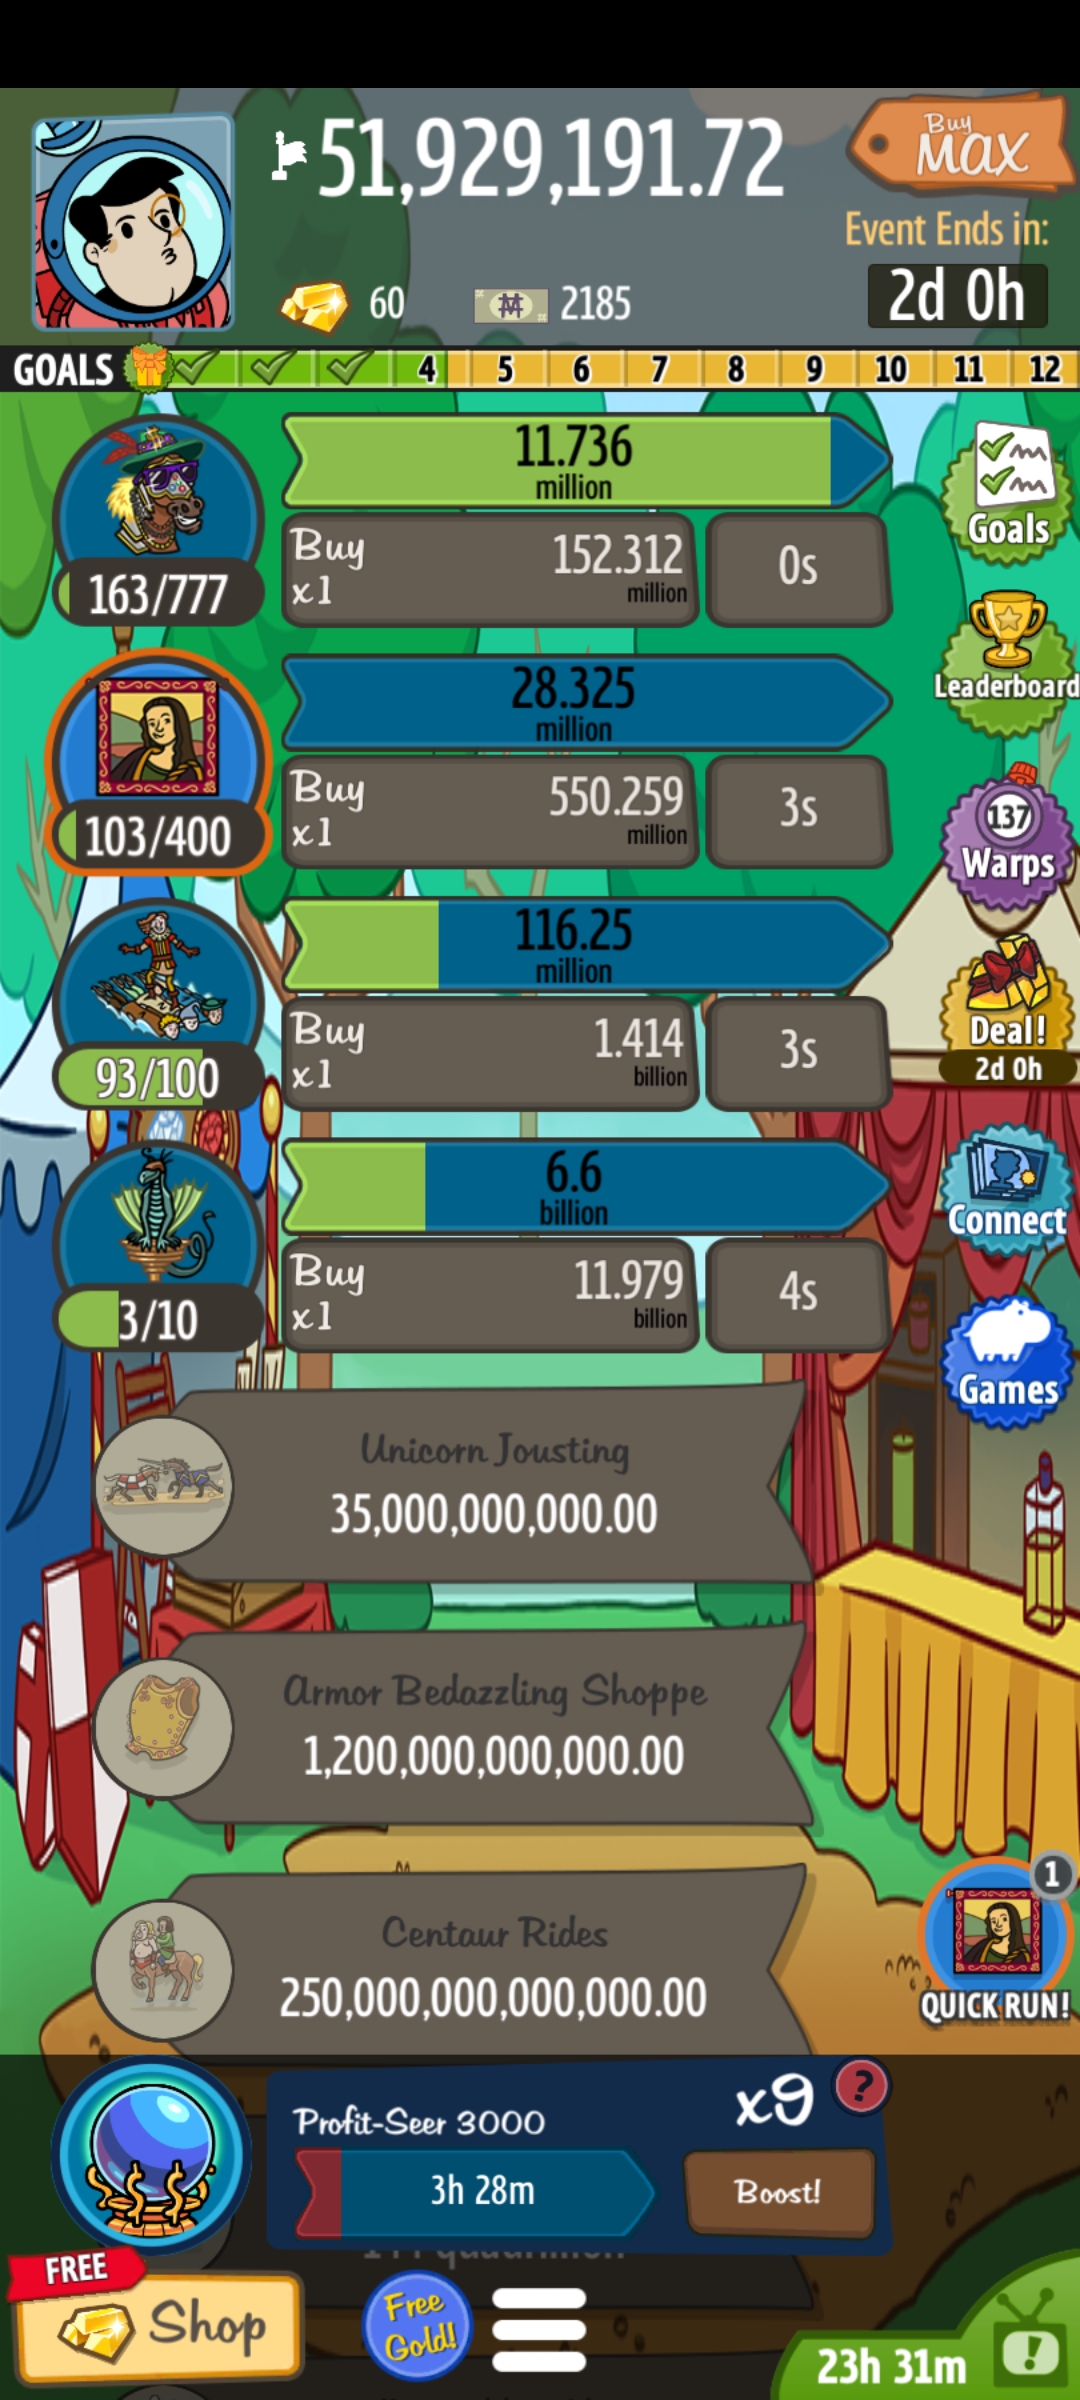 51,929,191.72
Buy
MAX
Event Ends in:
2d 0h
60
2185
GOALS
4 5 6 7 8 9 10 11 12
11.736
million
Buy
x1
152.312
million
0s
163/777
Goals
Leaderboard
28.325
million
Buy
x1
550.259
million
3s
103/400
137
Warps
116.25
million
Buy
x1
1.414
billion
3s
93/100
Deal!
2d 0h
6.6
billion
Buy
x1
11.979
billion
4s
3/10
Connect
Games
Unicorn Jousting
35,000,000,000.00
Armor Bedazzling Shoppe
1,200,000,000,000.00
Centaur Rides
250,000,000,000,000.00
1
QUICK RUN!
Profit-Seer 3000
x9
?
3h 28m
Boost!
FREE
Shop
Free
Gold!
23h 31m
!